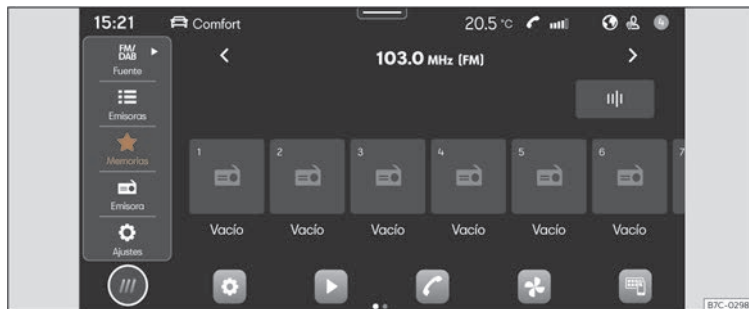 15:21 Comfort 20.5 °C 4
FM/
DAB
Fuente
103.0 MHz (FM)
Emisoras
Memorias
1 2 3 4 5 6 7
Emisora
Vacío Vacío Vacío Vacío Vacío Vacío
Ajustes
B7C-0298